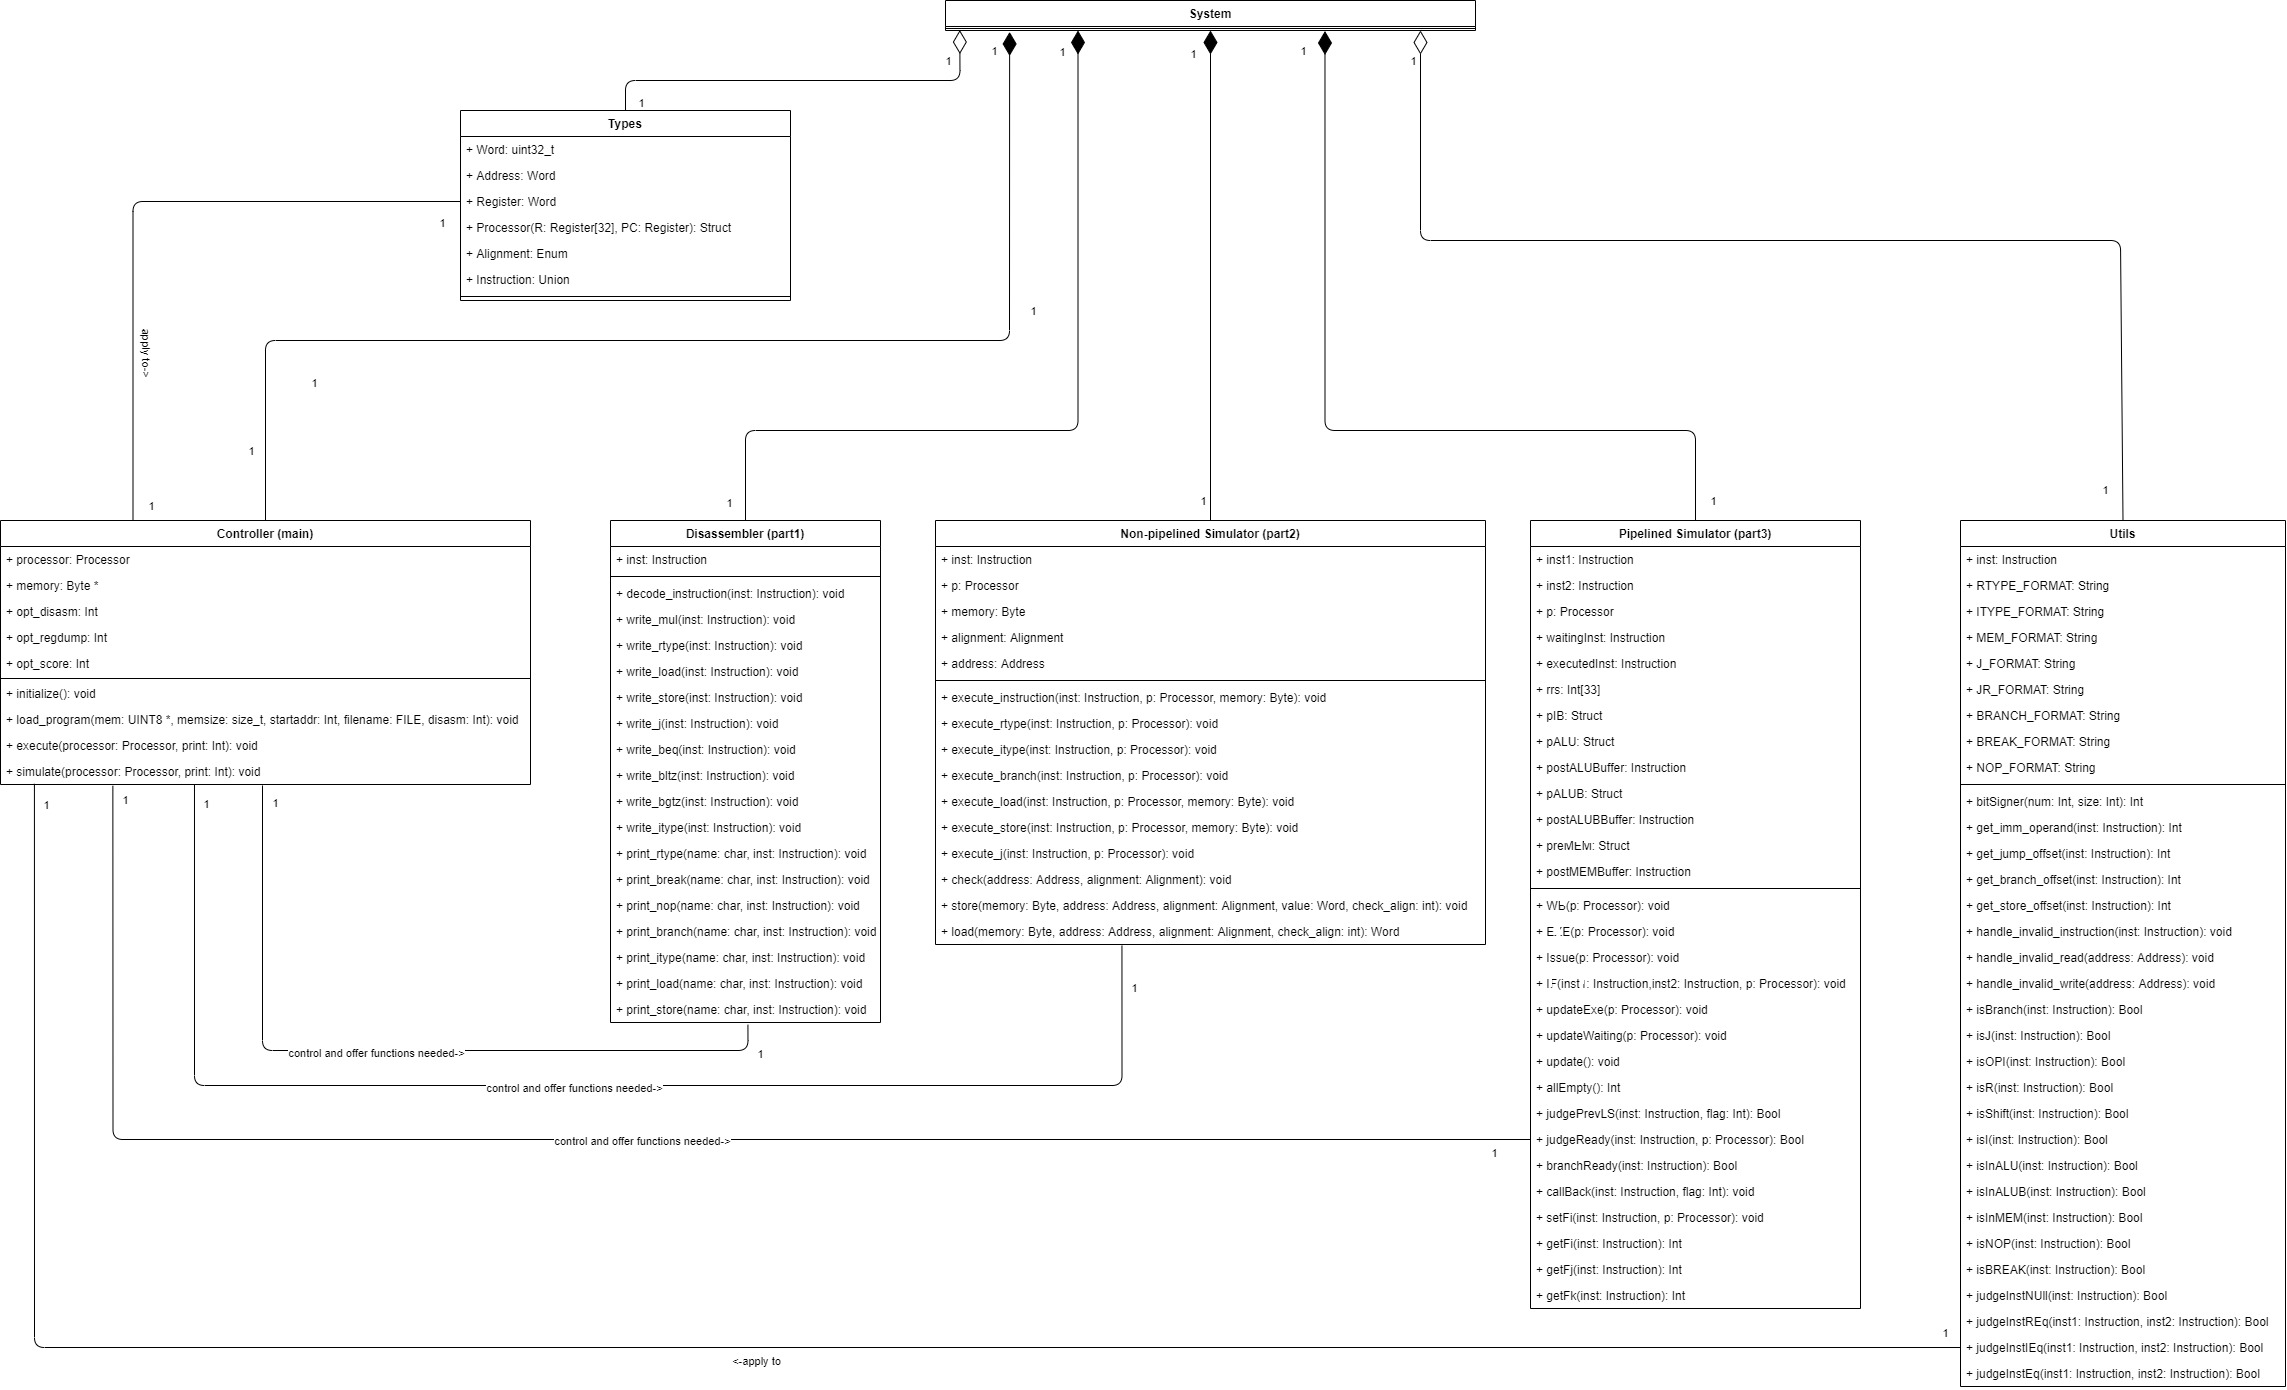 System
1
1
1
1
1
1
1
Types
+ Word: uint32_t
+ Address: Word
+ Register: Word
+ Processor(R: Register[32], PC: Register): Struct
+ Alignment: Enum
+ Instruction: Union
1
apply to->
1
1
1
1
1
1
1
1
1
Controller (main)
+ processor: Processor
+ memory: Byte *
+ opt_disasm: Int
+ opt_regdump: Int
+ opt_score: Int
+ initialize(): void
+ load_program(mem: UINT8 *, memsize: size_t, startaddr: Int, filename: FILE, disasm: Int): void
+ execute(processor: Processor, print: Int): void
+ simulate(processor: Processor, print: Int): void
1
1
1
1
Disassembler (part1)
+ inst: Instruction
+ decode_instruction(inst: Instruction): void
+ write_mul(inst: Instruction): void
+ write_rtype(inst: Instruction): void
+ write_load(inst: Instruction): void
+ write_store(inst: Instruction): void
+ write_j(inst: Instruction): void
+ write_beq(inst: Instruction): void
+ write_bltz(inst: Instruction): void
+ write_bgtz(inst: Instruction): void
+ write_itype(inst: Instruction): void
+ print_rtype(name: char, inst: Instruction): void
+ print_break(name: char, inst: Instruction): void
+ print_nop(name: char, inst: Instruction): void
+ print_branch(name: char, inst: Instruction): void
+ print_itype(name: char, inst: Instruction): void
+ print_load(name: char, inst: Instruction): void
+ print_store(name: char, inst: Instruction): void
1
control and offer functions needed->
Non-pipelined Simulator (part2)
+ inst: Instruction
+ p: Processor
+ memory: Byte
+ alignment: Alignment
+ address: Address
+ execute_instruction(inst: Instruction, p: Processor, memory: Byte): void
+ execute_rtype(inst: Instruction, p: Processor): void
+ execute_itype(inst: Instruction, p: Processor): void
+ execute_branch(inst: Instruction, p: Processor): void
+ execute_load(inst: Instruction, p: Processor, memory: Byte): void
+ execute_store(inst: Instruction, p: Processor, memory: Byte): void
+ execute_j(inst: Instruction, p: Processor): void
+ check(address: Address, alignment: Alignment): void
+ store(memory: Byte, address: Address, alignment: Alignment, value: Word, check_align: int): void
+ load(memory: Byte, address: Address, alignment: Alignment, check_align: int): Word
1
control and offer functions needed->
Pipelined Simulator (part3)
+ inst1: Instruction
+ inst2: Instruction
+ p: Processor
+ waitingInst: Instruction
+ executedInst: Instruction
+ rrs: Int[33]
+ pIB: Struct
+ pALU: Struct
+ postALUBuffer: Instruction
+ pALUB: Struct
+ postALUBBuffer: Instruction
+ preMEM: Struct
+ postMEMBuffer: Instruction
+ WB(p: Processor): void
+ Processor): void
+ Issue(p: Processor): void
+ Instruction,inst2: Instruction, p: Processor): void
+ updateExe(p: Processor): void
+ updateWaiting(p: Processor): void
+ update(): void
+ allEmpty(): Int
+ judgePrevLS(inst: Instruction, flag: Int): Bool
+ judgeReady(inst: Instruction, p: Processor): Bool
+ branchReady(inst: Instruction): Bool
+ callBack(inst: Instruction, flag: Int): void
+ setFi(inst: Instruction, p: Processor): void
+ getFi(inst: Instruction): Int
+ getFj(inst: Instruction): Int
+ getFk(inst: Instruction): Int
control and offer functions needed->
1
Utils
+ inst: Instruction
+ RTYPE_FORMAT: String
+ ITYPE_FORMAT: String
+ MEM_FORMAT: String
+ J_FORMAT: String
+ JR_FORMAT: String
+ BRANCH_FORMAT: String
+ BREAK_FORMAT: String
+ NOP_FORMAT: String
+ bitSigner(num: Int, size: Int): Int
+ get_imm_operand(inst: Instruction): Int
+ get_jump_offset(inst: Instruction): Int
+ get_branch_offset(inst: Instruction): Int
+ get_store_offset(inst: Instruction): Int
+ handle_invalid_instruction(inst: Instruction): void
+ handle_invalid_read(address: Address): void
+ handle_invalid_write(address: Address): void
+ isBranch(inst: Instruction): Bool
+ isJ(inst: Instruction): Bool
+ isOPI(inst: Instruction): Bool
+ isR(inst: Instruction): Bool
+ isShift(inst: Instruction): Bool
+ isI(inst: Instruction): Bool
+ isInALU(inst: Instruction): Bool
+ isInALUB(inst: Instruction): Bool
+ isInMEM(inst: Instruction): Bool
+ isNOP(inst: Instruction): Bool
+ isBREAK(inst: Instruction): Bool
+ judgeInstNUll(inst: Instruction): Bool
+ judgeInstREq(inst1: Instruction, inst2: Instruction): Bool
+ judgeInstIEq(inst1: Instruction, inst2: Instruction): Bool
+ judgeInstEq(inst1: Instruction, inst2: Instruction): Bool
1
<-apply to